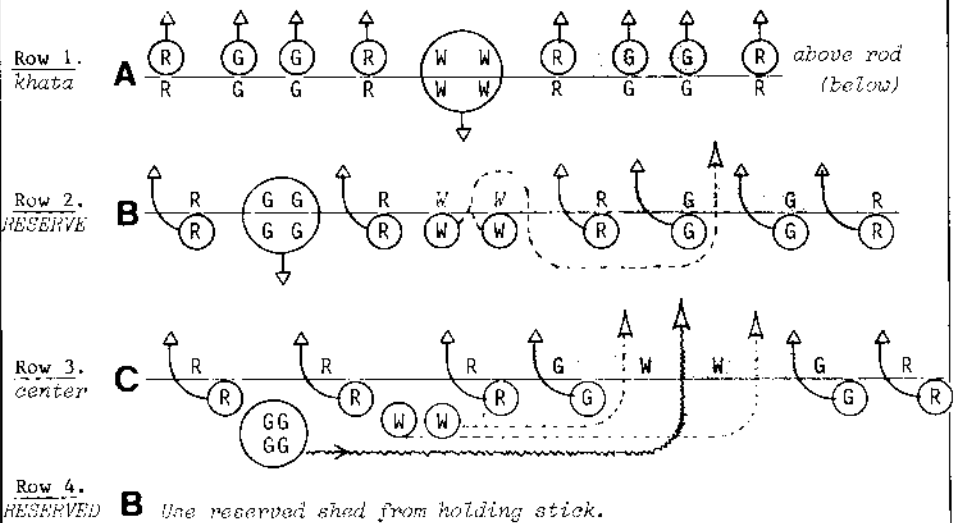 R G G R W W R G G R above rod
Row 1. A
khata R G G R W W R G G R (below)
R G G R W W R G G R
Row 2. B
RESERVE R G G R W W R G G R
Row 3. R R R G W W G R
center C R R R G G R
GG W W
GG
Row 4.
RESERVED B Use reserved shed from holding stick.